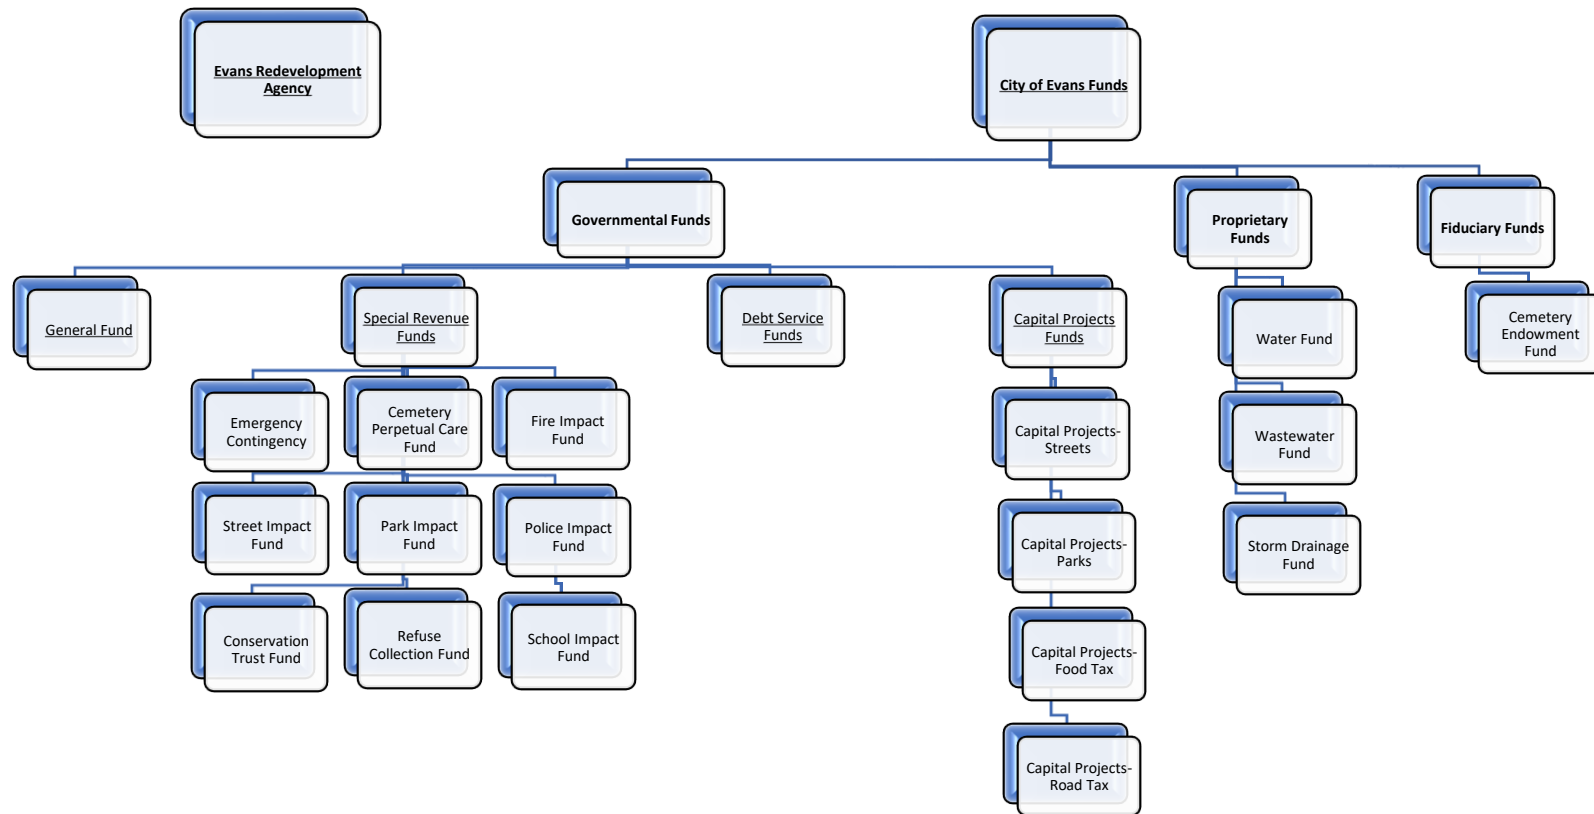 Evans Redevelopment
Agency
City of Evans Funds
Governmental Funds
Proprietary
Funds
Fiduciary Funds
General Fund
Special Revenue
Funds
Debt Service
Funds
Capital Projects
Funds
Water Fund
Cemetery
Endowment
Fund
Emergency
Contingency
Cemetery
Perpetual Care
Fund
Fire Impact
Fund
Capital Projects-
Streets
Wastewater
Fund
Street Impact
Fund
Park Impact
Fund
Police Impact
Fund
Capital Projects-
Parks
Storm Drainage
Fund
Conservation
Trust Fund
Refuse
Collection Fund
School Impact
Fund
Capital Projects-
Food Tax
Capital Projects-
Road Tax